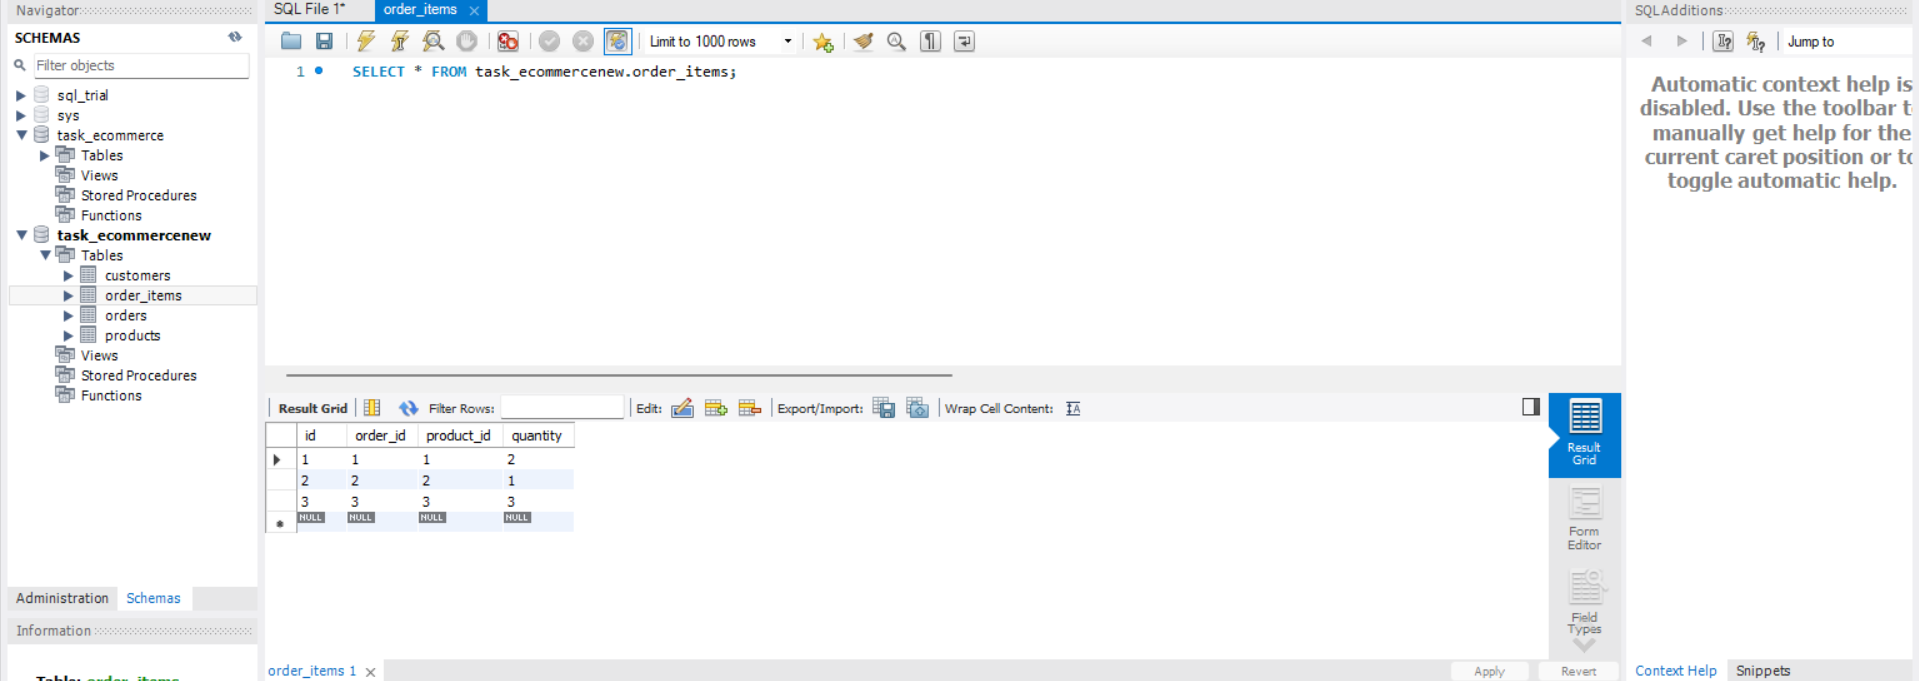 Navigator
SCHEMAS
Filter objects
sql_trial
sys
task_ecommerce
Tables
Views
Stored Procedures
Functions
task_ecommercenew
Tables
customers
order_items
orders
products
Views
Stored Procedures
Functions
Administration Schemas
Information
Table: order_items
SQL File 1* order_items
Limit to 1000 rows
1 SELECT * FROM task_ecommercenew.order_items;
Result Grid Filter Rows: Edit: Export/Import: Wrap Cell Content:
id order_id product_id quantity
1 1 1 2
2 2 2 1
3 3 3 3
NULL NULL NULL NULL
Result
Grid
Form
Editor
Field
Types
order_items 1
Apply Revert
SQLAdditions
Jump to
Automatic context help is
disabled. Use the toolbar t
manually get help for the
current caret position or to
toggle automatic help.
Context Help Snippets